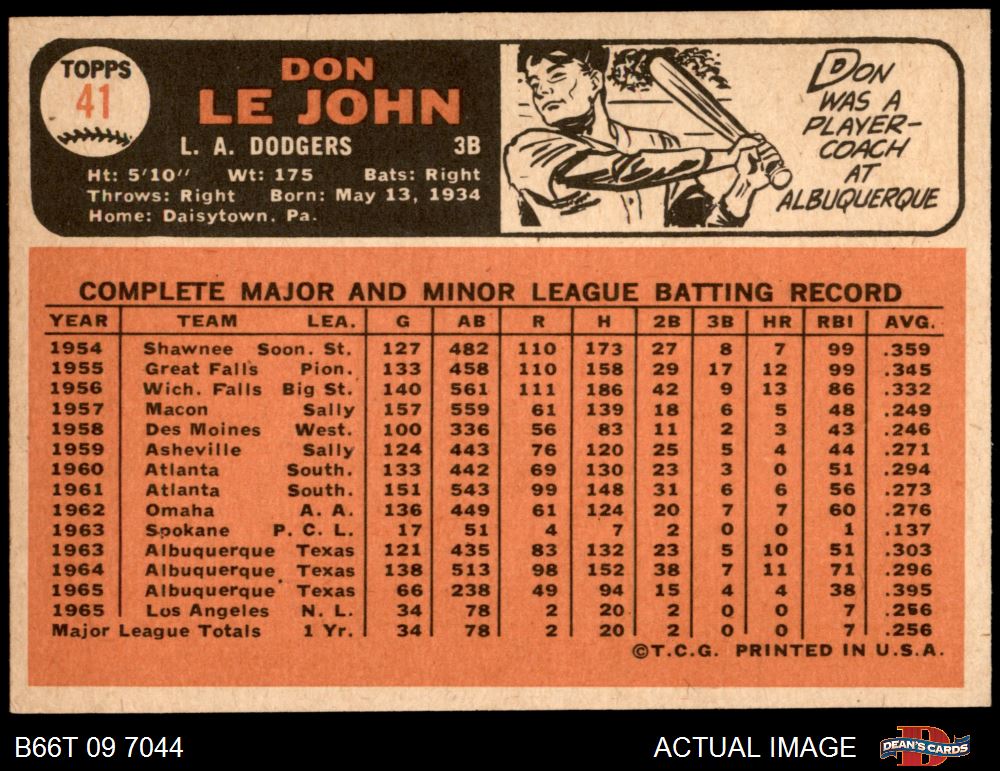 TOPPS
41
DON
LE JOHN
L. A. DODGERS 3B
Ht: 5'10" Wt: 175 Bats: Right
Throws: Right Born: May 13, 1934
Home: Daisytown, Pa.
DON
WAS A
PLAYER-
COACH
AT
ALBUQUERQUE
COMPLETE MAJOR AND MINOR LEAGUE BATTING RECORD
YEAR TEAM LEA. G AB R H 2B 3B HR RBI AVG.
1954 Shawnee Soon. St. 127 482 110 173 27 8 7 99 .359
1955 Great Falls Pion. 133 458 110 158 29 17 12 99 .345
1956 Wich. Falls Big St. 140 561 111 186 42 9 13 86 .332
1957 Macon Sally 157 559 61 139 18 6 5 48 .249
1958 Des Moines West. 100 336 56 83 11 2 3 43 .246
1959 Asheville Sally 124 443 76 120 25 5 4 44 .271
1960 Atlanta South. 133 442 69 130 23 3 0 51 .294
1961 Atlanta South. 151 543 99 148 31 6 6 56 .273
1962 Omaha A. A. 136 449 61 124 20 7 7 60 .276
1963 Spokane P. C. L. 17 51 4 7 2 0 0 1 .137
1963 Albuquerque Texas 121 435 83 132 23 5 10 51 .303
1964 Albuquerque Texas 138 513 98 152 38 7 11 71 .296
1965 Albuquerque Texas 66 238 49 94 15 4 4 38 .395
1965 Los Angeles N. L. 34 78 2 20 2 0 0 7 .256
Major League Totals 1 Yr. 34 78 2 20 2 0 0 7 .256
©T.C.G. PRINTED IN U.S.A.
B66T 09 7044 ACTUAL IMAGE DEAN'S CARDS